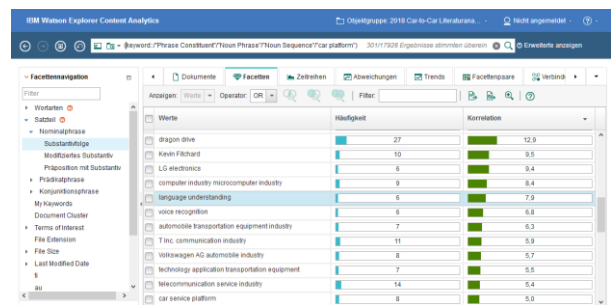 IBM Watson Explorer Content Analytics
Objektgruppe: 2018 Car-to-Car Literaturana... Nicht angemeldet
(keyword::/"Phrase Constituent"/"Noun Phrase"/"Noun Sequence"/"car platform") 301/17926 Ergebnisse stimmten überein Erweiterte anzeigen
Facettennavigation
Dokumente Facetten Zeitreihen Abweichungen Trends Facettenpaare Verbind
Filter
Anzeigen: Werte Operator: OR Filter:
Wortarten
Satzteil
Nominalphrase
Substantivfolge
Modifiziertes Substantiv
Präposition mit Substantiv
Prädikatphrase
Konjunktionsphrase
My Keywords
Document Cluster
Terms of Interest
File Extension
File Size
Last Modified Date
fi
au
Werte Häufigkeit Korrelation
dragon drive 27 12,9
Kevin Fitchard 10 9,5
LG electronics 6 9,4
computer industry microcomputer industry 9 8,4
language understanding 6 7,9
voice recognition 6 6,8
automobile transportation equipment industry 7 6,3
T Inc. communication industry 11 5,9
Volkswagen AG automobile industry 8 5,7
technology application transportation equipment 7 5,5
telecommunication service industry 14 5,4
car service platform 8 5,0